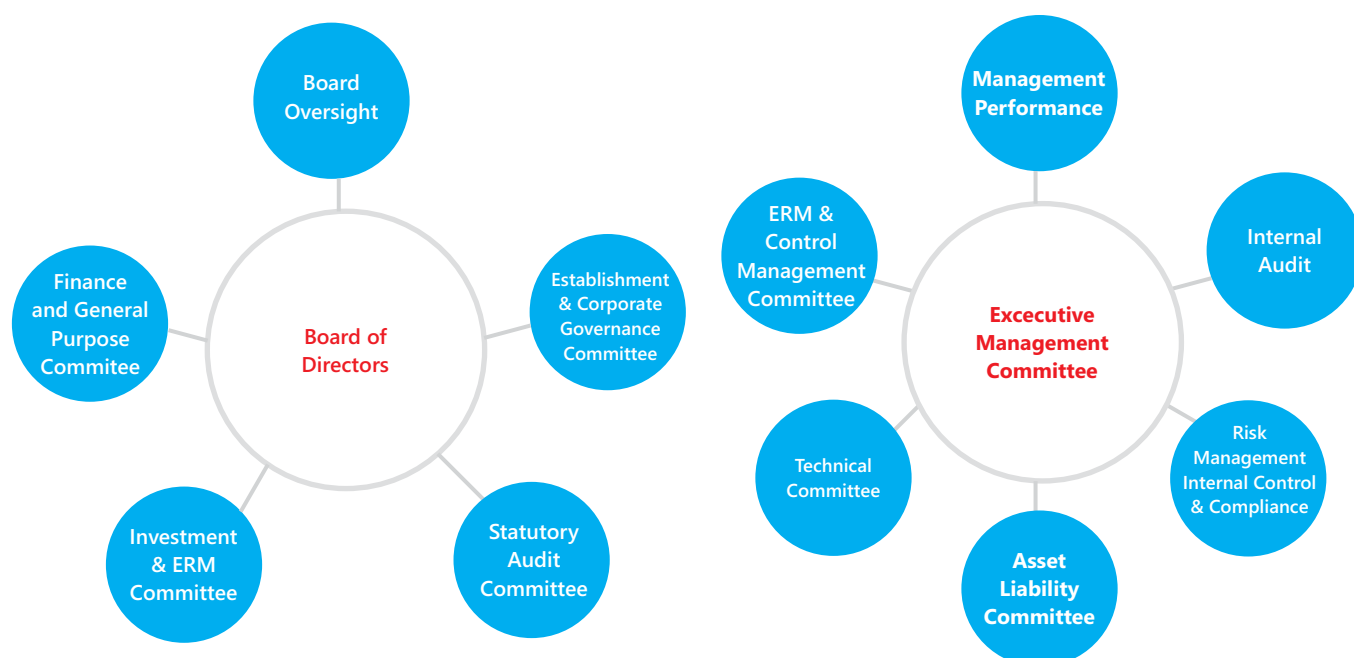 Board
Oversight
Finance
and General
Purpose
Commitee
Board of
Directors
Establishment
& Corporate
Governance
Committee
Investment
& ERM
Committee
Statutory
Audit
Committee
Management
Performance
ERM &
Control
Management
Committee
Internal
Audit
Excecutive
Management
Committee
Technical
Committee
Risk
Management
Internal Control
& Compliance
Asset
Liability
Committee